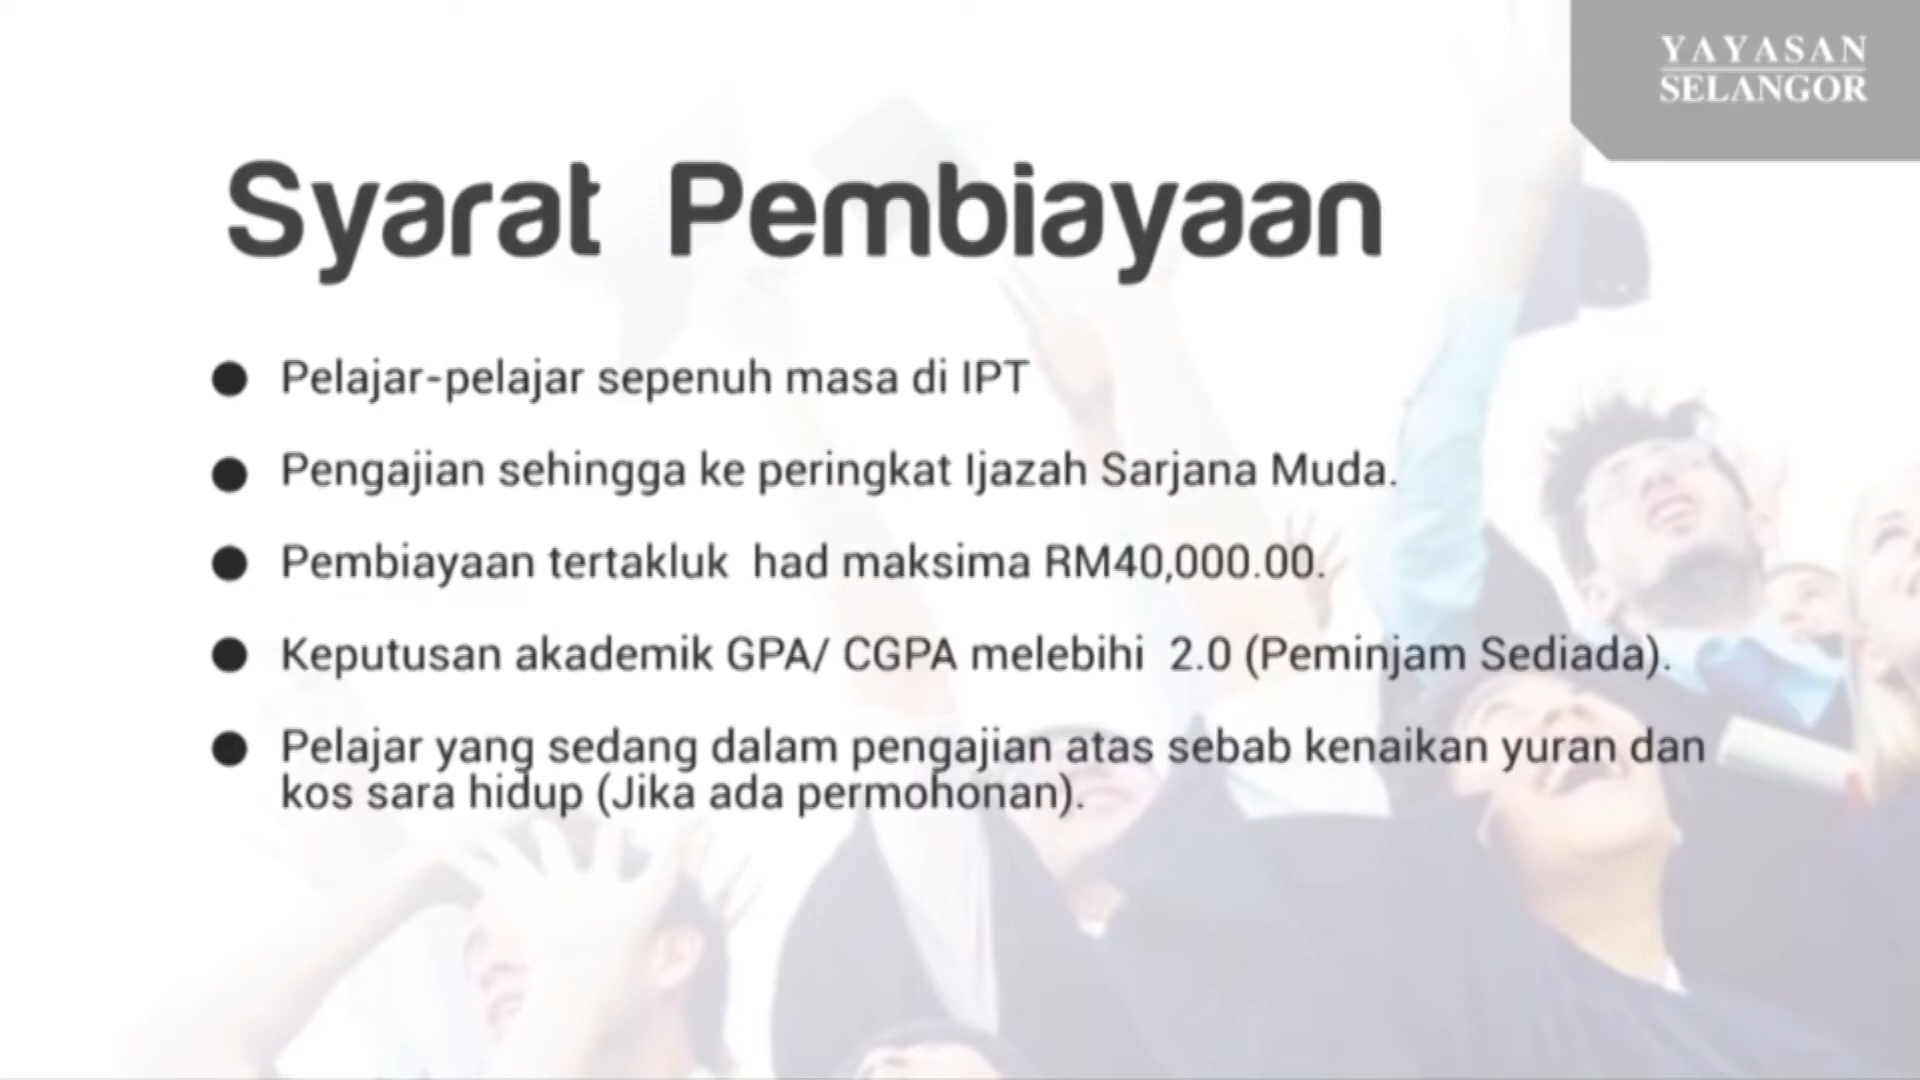 YAYASAN
SELANGOR
Syarat Pembiayaan
● Pelajar-pelajar sepenuh masa di IPT
● Pengajian sehingga ke peringkat Ijazah Sarjana Muda.
● Pembiayaan tertakluk had maksima RM40,000.00.
● Keputusan akademik GPA/ CGPA melebihi 2.0 (Peminjam Sediada).
● Pelajar yang sedang dalam pengajian atas sebab kenaikan yuran dan
kos sara hidup (Jika ada permohonan).